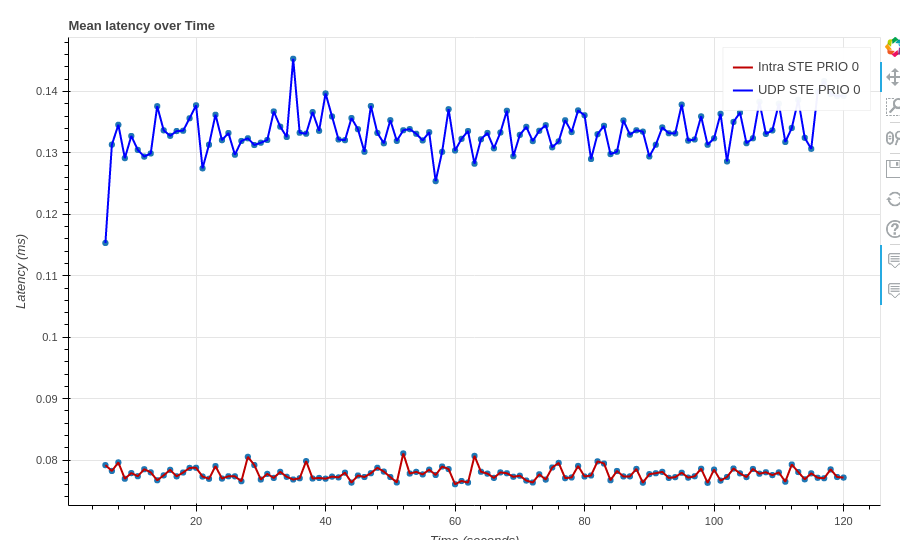 Mean latency over Time
Intra STE PRIO 0
UDP STE PRIO 0
0.14
0.13
0.12
0.11
0.1
0.09
0.08
Latency (ms)
20
40
60
80
100
120
Time (seconds)